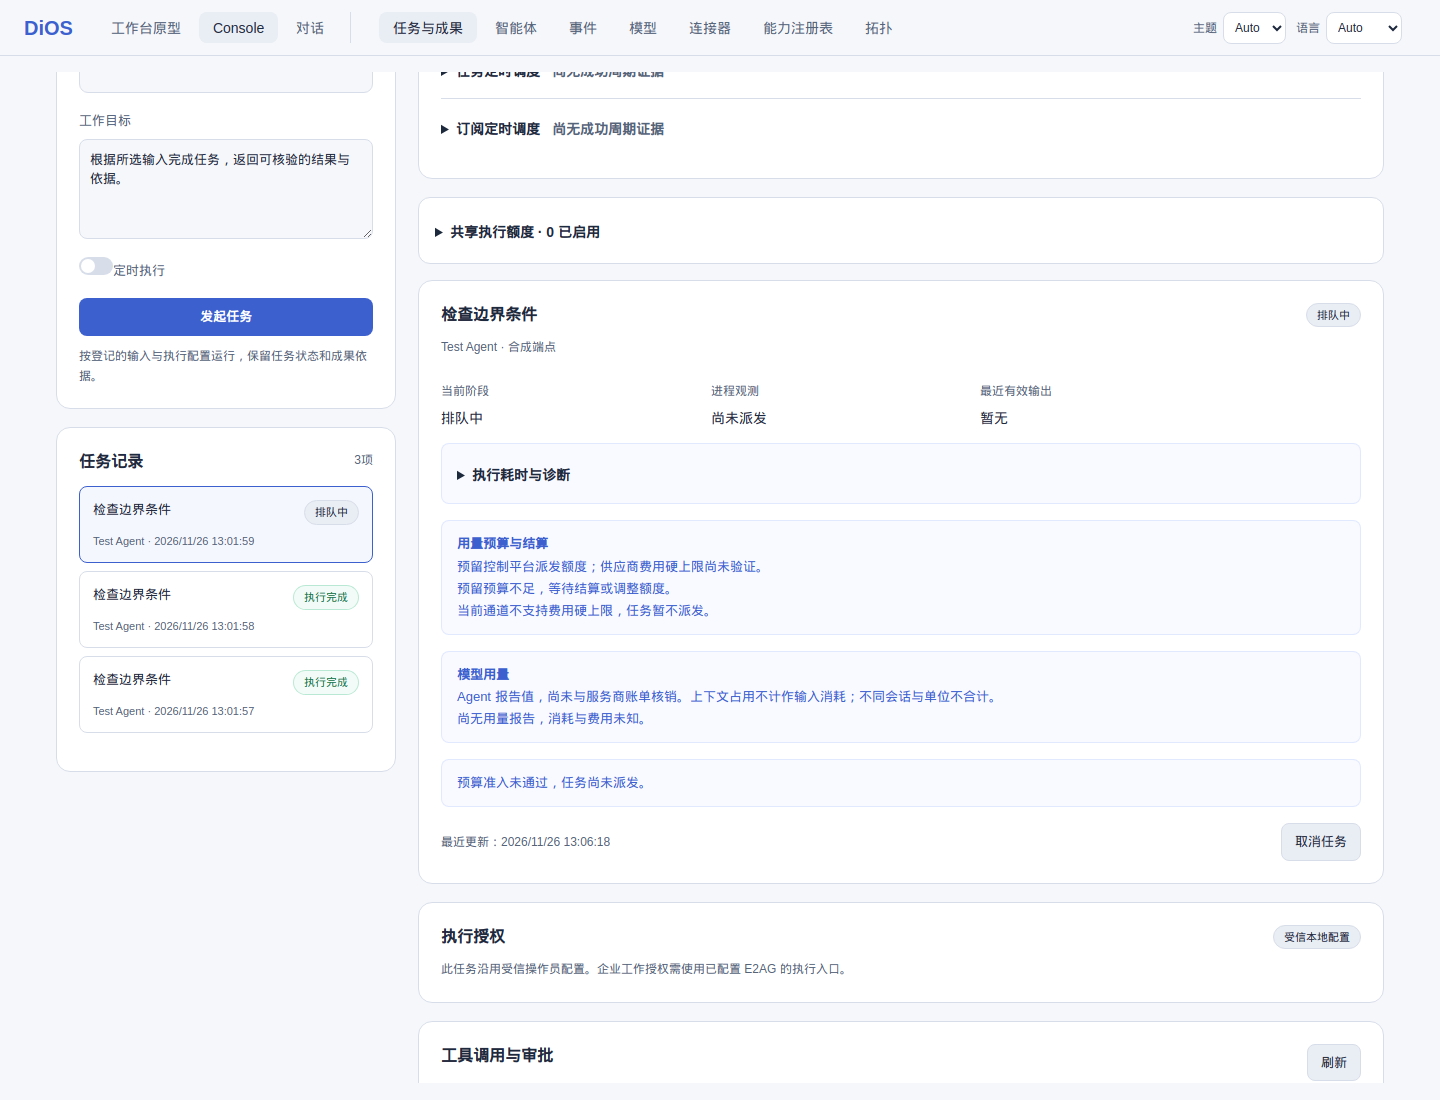 DiOS 工作台原型 Console 对话 任务与成果 智能体 事件 模型 连接器 能力注册表 拓扑 主题 Auto 语言 Auto
工作目标
根据所选输入完成任务，返回可核验的结果与
依据。
定时执行
发起任务
按登记的输入与执行配置运行，保留任务状态和成果依
据。
任务记录 3项
检查边界条件 排队中
Test Agent · 2026/11/26 13:01:59
检查边界条件 执行完成
Test Agent · 2026/11/26 13:01:58
检查边界条件 执行完成
Test Agent · 2026/11/26 13:01:57
任务定时调度 尚无成功周期证据
订阅定时调度 尚无成功周期证据
共享执行额度 · 0 已启用
检查边界条件 排队中
Test Agent · 合成端点
当前阶段 进程观测 最近有效输出
排队中 尚未派发 暂无
执行耗时与诊断
用量预算与结算
预留控制平台派发额度；供应商费用硬上限尚未验证。
预留预算不足，等待结算或调整额度。
当前通道不支持费用硬上限，任务暂不派发。
模型用量
Agent 报告值，尚未与服务商账单核销。上下文占用不计作输入消耗；不同会话与单位不合计。
尚无用量报告，消耗与费用未知。
预算准入未通过，任务尚未派发。
最近更新：2026/11/26 13:06:18 取消任务
执行授权 受信本地配置
此任务沿用受信操作员配置。企业工作授权需使用已配置 E2AG 的执行入口。
工具调用与审批 刷新